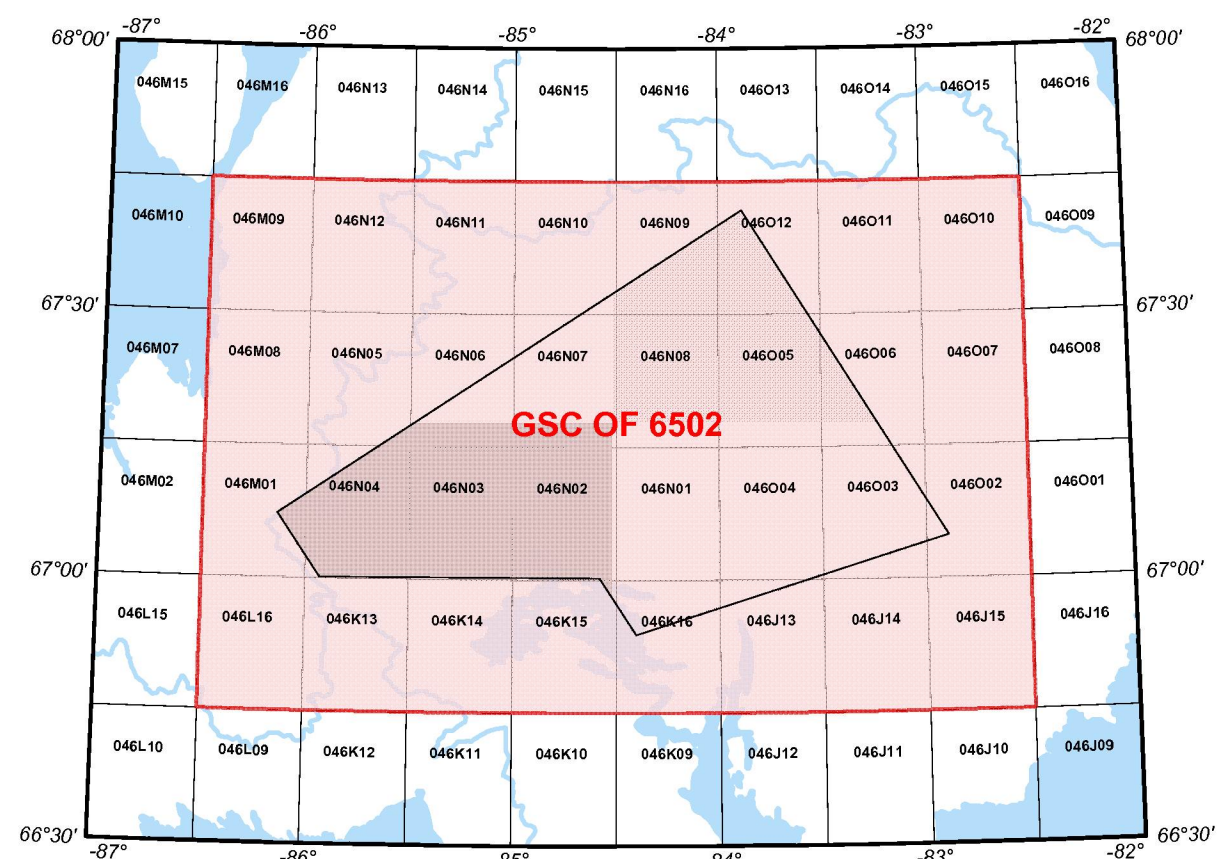 -87° -86° -85° -84° -83° -82°
68°00' 68°00'
046M15 046M16 046N13 046N14 046N15 046N16 046O13 046O14 046O15 046O16
046M10 046M09 046N12 046N11 046N10 046N09 046O12 046O11 046O10 046O09
67°30' 67°30'
046M07 046M08 046N05 046N06 046N07 046N08 046O05 046O06 046O07 046O08
GSC OF 6502
046M02 046M01 046N04 046N03 046N02 046N01 046O04 046O03 046O02 046O01
67°00' 67°00'
046L15 046L16 046K13 046K14 046K15 046K16 046J13 046J14 046J15 046J16
046L10 046L09 046K12 046K11 046K10 046K09 046J12 046J11 046J10 046J09
66°30' 66°30'
-87° -86° -85° -84° -83° -82°